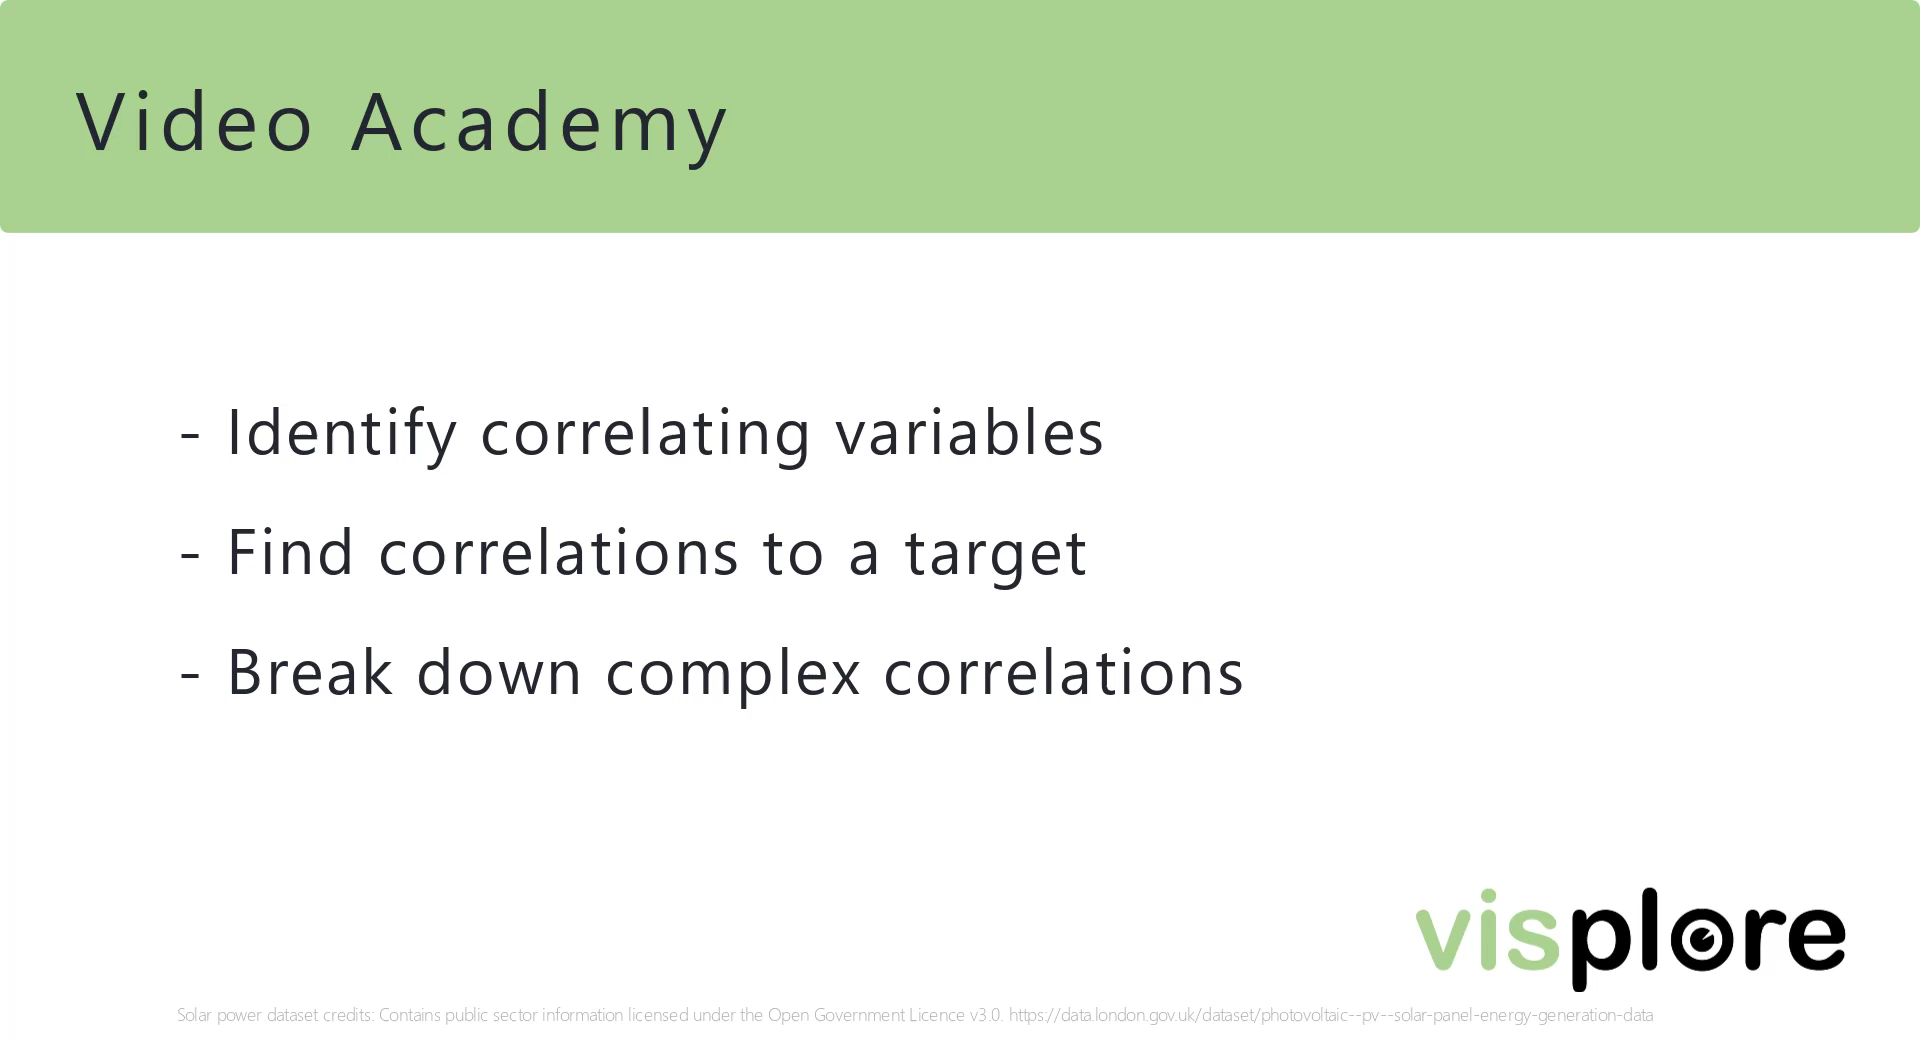 Video Academy
- Identify correlating variables
- Find correlations to a target
- Break down complex correlations
visplore
Solar power dataset credits: Contains public sector information licensed under the Open Government Licence v3.0. https://data.london.gov.uk/dataset/photovoltaic--pv--solar-panel-energy-generation-data